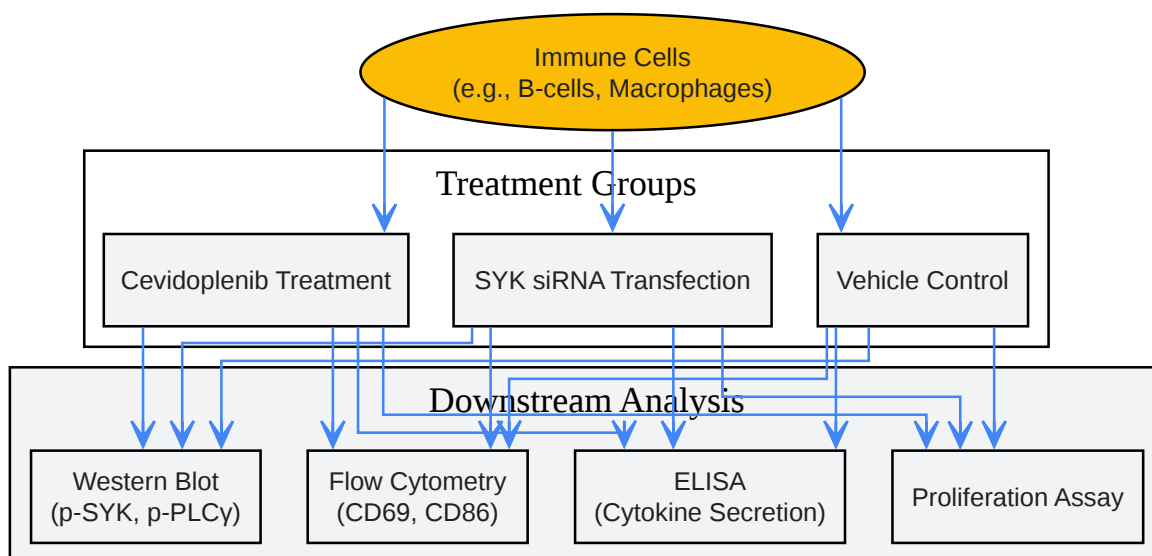 Immune Cells
(e.g., B-cells, Macrophages)
Treatment Groups
Cevidoplenib Treatment
SYK siRNA Transfection
Vehicle Control
Downstream Analysis
Western Blot
(p-SYK, p-PLCγ)
Flow Cytometry
(CD69, CD86)
ELISA
(Cytokine Secretion)
Proliferation Assay